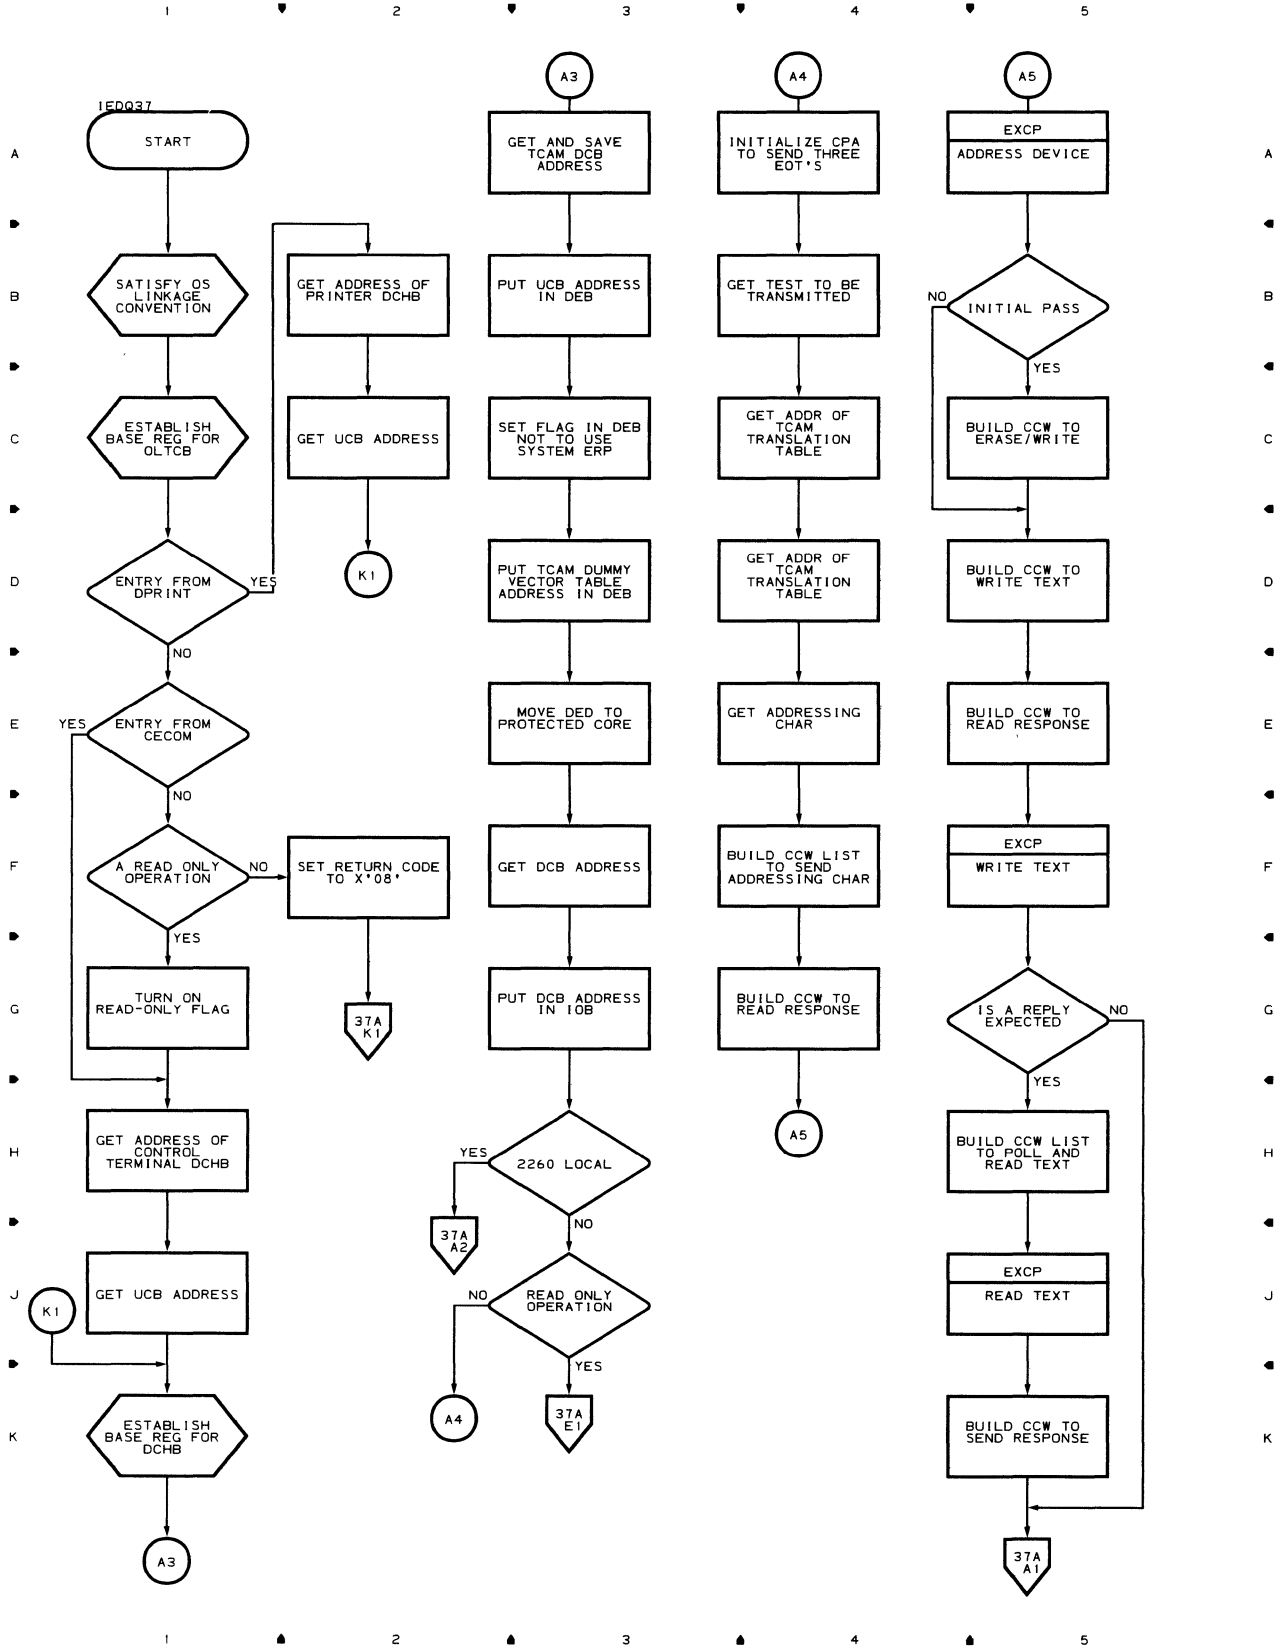 1
2
3
4
5
A
B
C
D
E
F
G
H
J
K
IEDQ37
START
SATISFY OS
LINKAGE
CONVENTION
ESTABLISH
BASE REG FOR
OLTCB
ENTRY FROM
DPRINT
YES
NO
ENTRY FROM
CECOM
YES
NO
A READ ONLY
OPERATION
NO
YES
TURN ON
READ-ONLY FLAG
GET ADDRESS OF
CONTROL
TERMINAL DCHB
GET UCB ADDRESS
K1
ESTABLISH
BASE REG FOR
DCHB
A3
GET ADDRESS OF
PRINTER DCHB
GET UCB ADDRESS
K1
SET RETURN CODE
TO X'08'
37A
K1
A3
GET AND SAVE
TCAM DCB
ADDRESS
PUT UCB ADDRESS
IN DEB
SET FLAG IN DEB
NOT TO USE
SYSTEM ERP
PUT TCAM DUMMY
VECTOR TABLE
ADDRESS IN DEB
MOVE DED TO
PROTECTED CORE
GET DCB ADDRESS
PUT DCB ADDRESS
IN IOB
2260 LOCAL
YES
NO
37A
A2
READ ONLY
OPERATION
NO
YES
A4
37A
E1
A4
INITIALIZE CPA
TO SEND THREE
EOT'S
GET TEST TO BE
TRANSMITTED
GET ADDR OF
TCAM
TRANSLATION
TABLE
GET ADDR OF
TCAM
TRANSLATION
TABLE
GET ADDRESSING
CHAR
BUILD CCW LIST
TO SEND
ADDRESSING CHAR
BUILD CCW TO
READ RESPONSE
A5
A5
EXCP
ADDRESS DEVICE
INITIAL PASS
NO
YES
BUILD CCW TO
ERASE/WRITE
BUILD CCW TO
WRITE TEXT
BUILD CCW TO
READ RESPONSE
EXCP
WRITE TEXT
IS A REPLY
EXPECTED
NO
YES
BUILD CCW LIST
TO POLL AND
READ TEXT
EXCP
READ TEXT
BUILD CCW TO
SEND RESPONSE
37A
A1
A
B
C
D
E
F
G
H
J
K
1
2
3
4
5